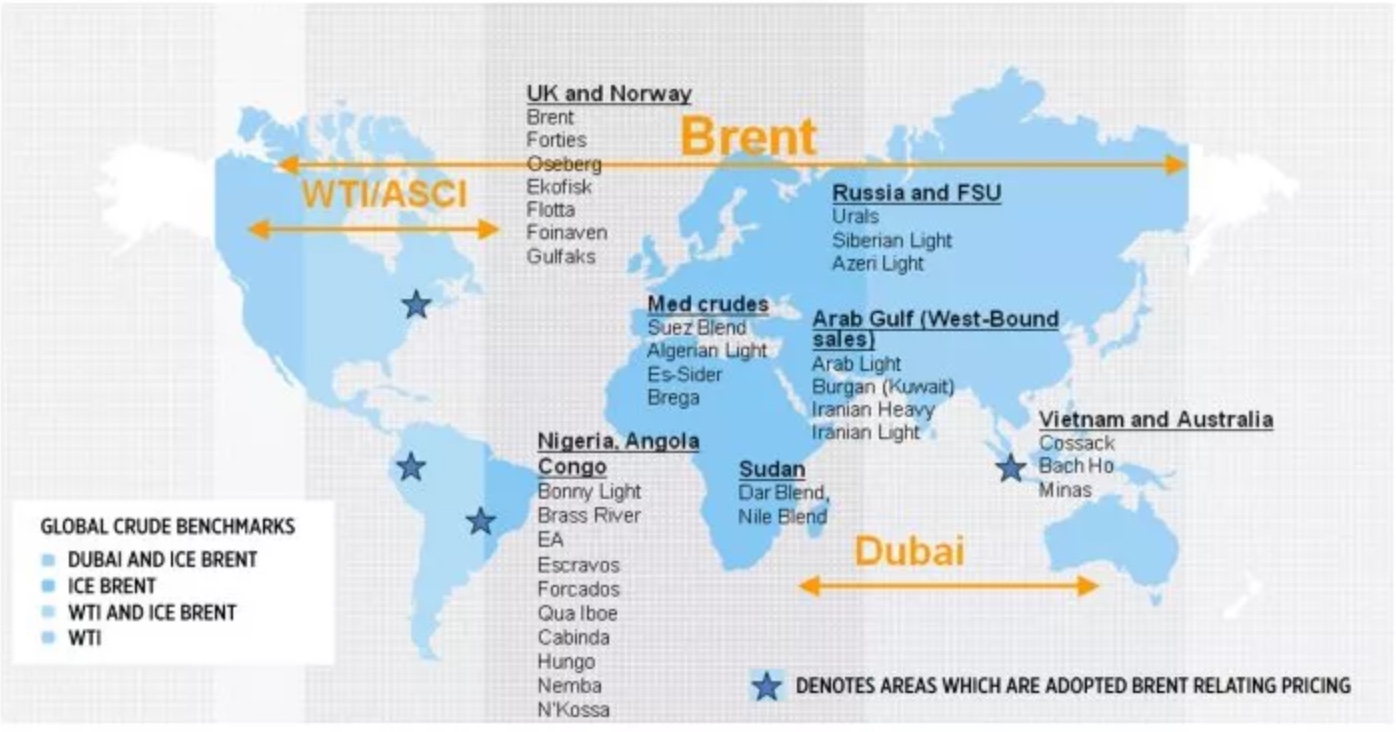 UK and Norway
Brent
Forties
Oseberg
Ekofisk
Flotta
Foinaven
Gulfaks
Brent
WTI/ASCI
Russia and FSU
Urals
Siberian Light
Azeri Light
Med crudes
Suez Blend
Algerian Light
Es-Sider
Brega
Arab Gulf (West-Bound
sales)
Arab Light
Burgan (Kuwait)
Iranian Heavy
Iranian Light
Vietnam and Australia
Cossack
Bach Ho
Minas
Nigeria, Angola
Congo
Bonny Light
Brass River
EA
Escravos
Forcados
Qua Iboe
Cabinda
Hungo
Nemba
N'Kossa
Sudan
Dar Blend,
Nile Blend
Dubai
GLOBAL CRUDE BENCHMARKS
DUBAI AND ICE BRENT
ICE BRENT
WTI AND ICE BRENT
WTI
DENOTES AREAS WHICH ARE ADOPTED BRENT RELATING PRICING